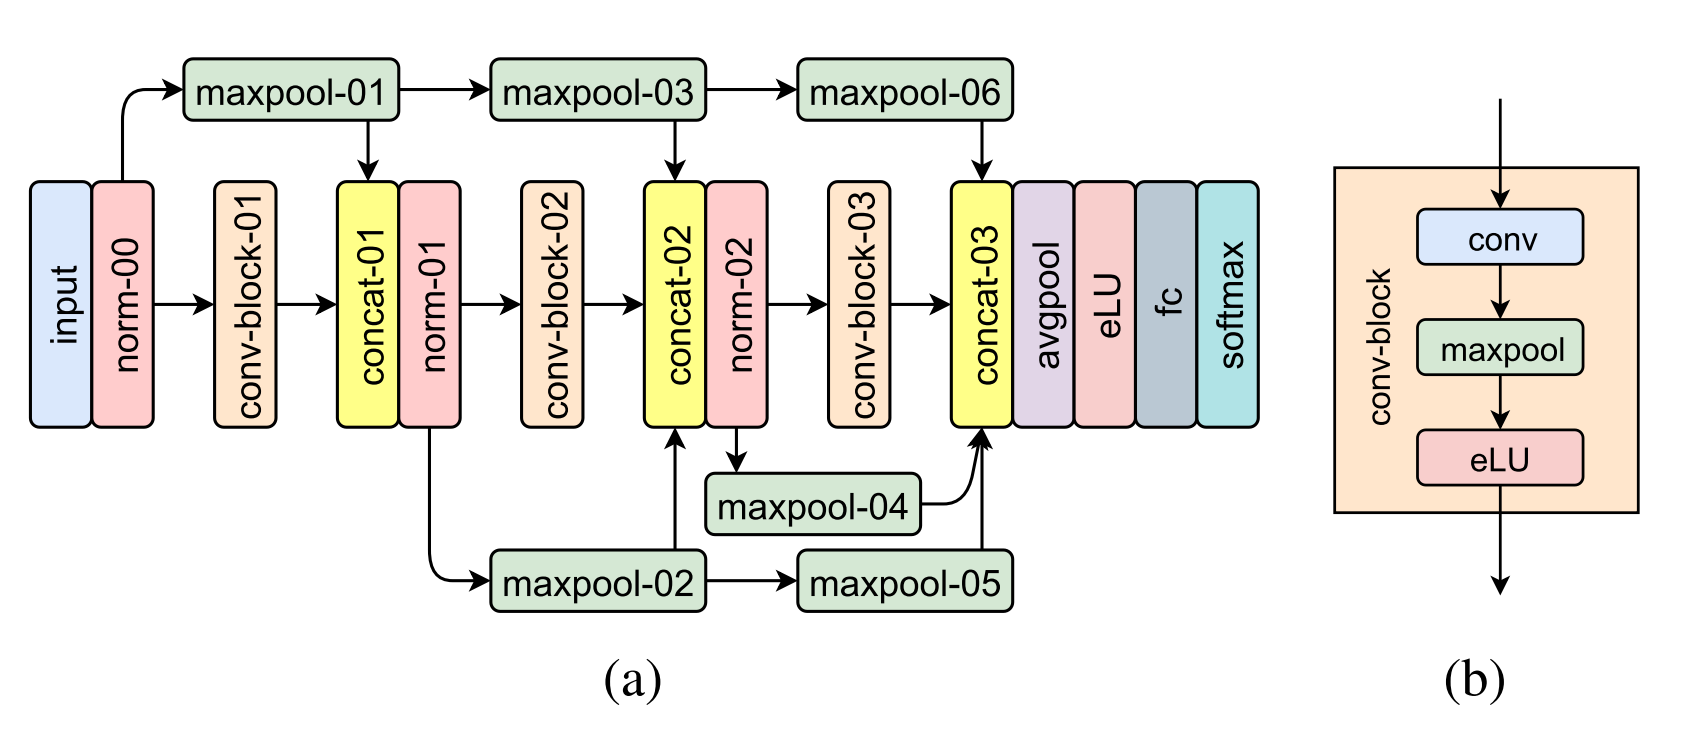 maxpool-01
maxpool-03
maxpool-06
input
norm-00
conv-block-01
concat-01
norm-01
conv-block-02
concat-02
norm-02
conv-block-03
concat-03
avgpool
eLU
fc
softmax
maxpool-04
maxpool-02
maxpool-05
(a)
conv-block
conv
maxpool
eLU
(b)